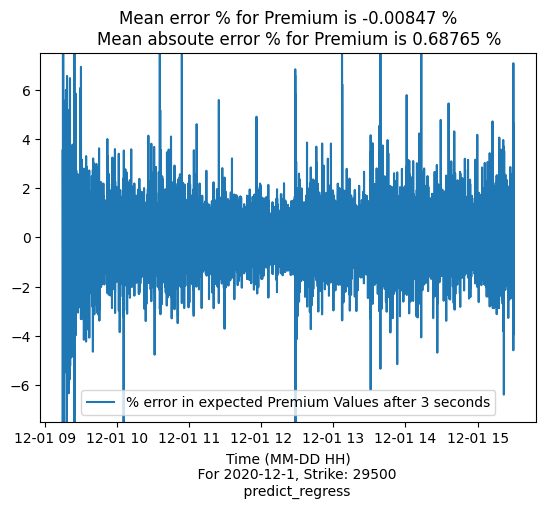 Mean error % for Premium is -0.00847 %
Mean absoute error % for Premium is 0.68765 %
6
4
2
0
−2
−4
−6
% error in expected Premium Values after 3 seconds
12-01 09 12-01 10 12-01 11 12-01 12 12-01 13 12-01 14 12-01 15
Time (MM-DD HH)
For 2020-12-1, Strike: 29500
predict_regress